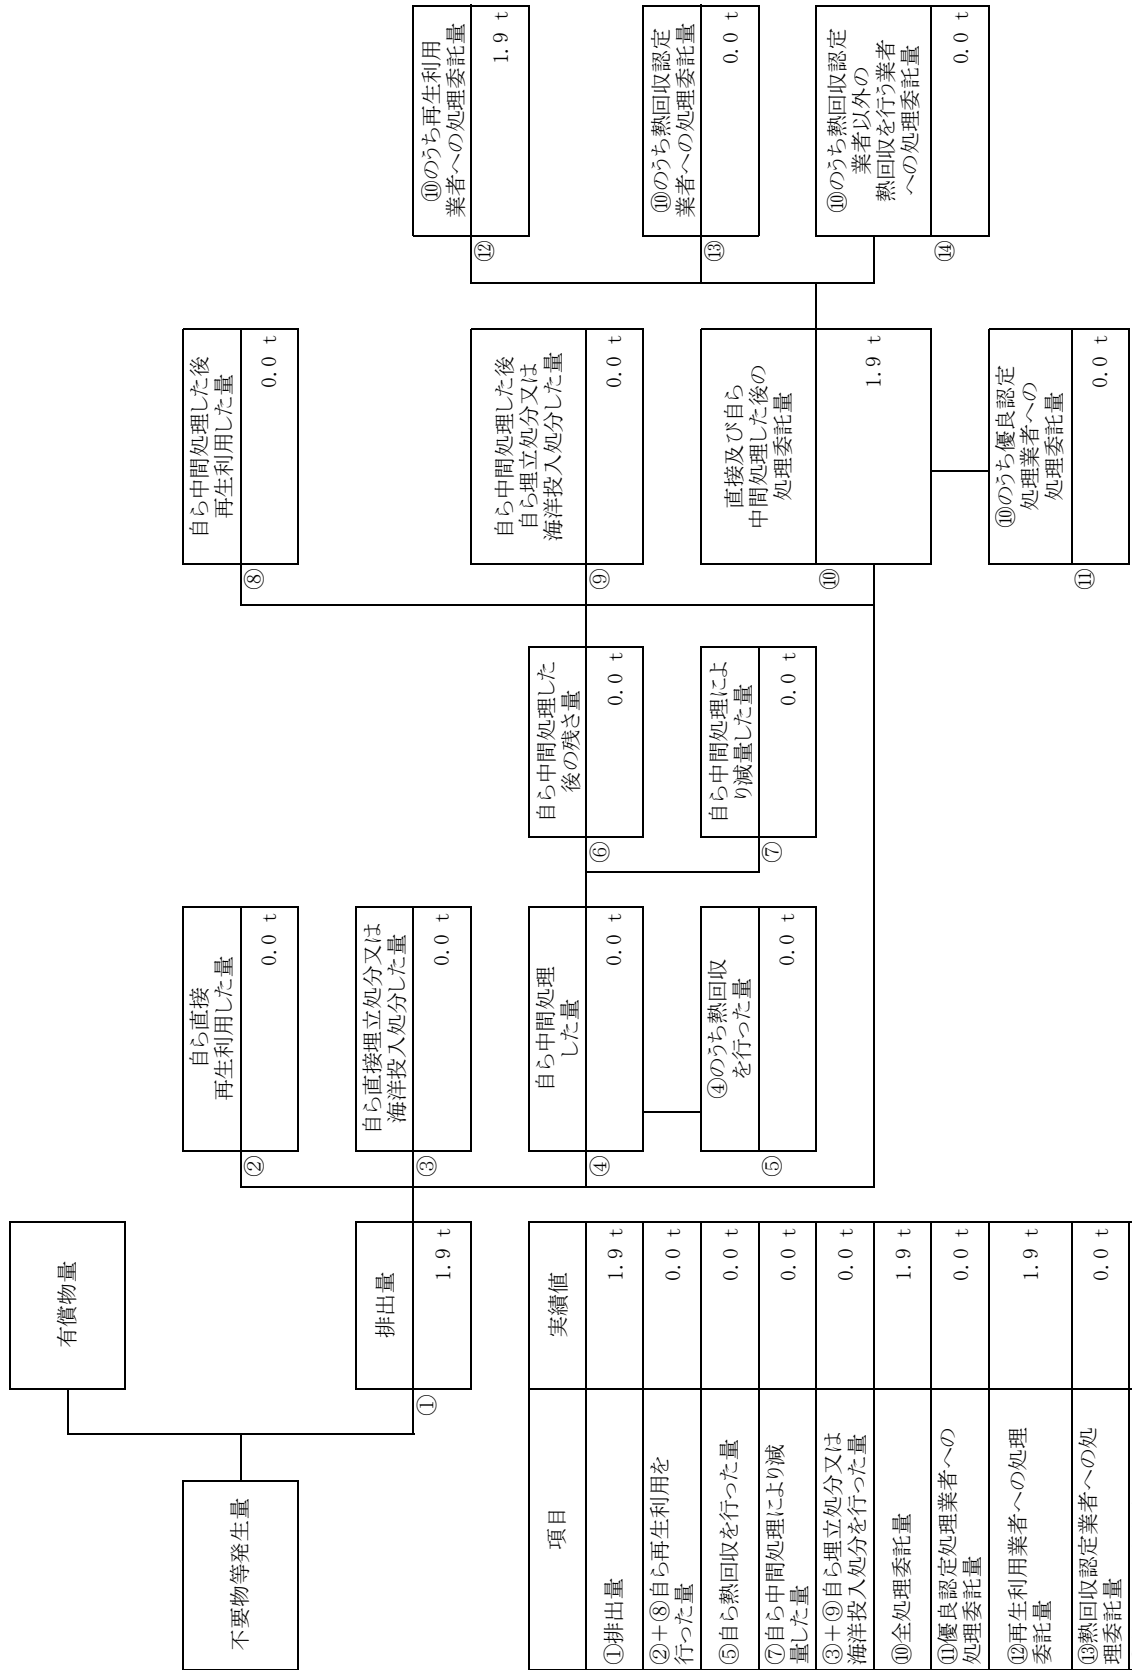 不要物等発生量
有償物量
排出量
①
1.9 t
自ら直接
再生利用した量
②
0.0 t
自ら直接埋立処分又は
海洋投入処分した量
③
0.0 t
自ら中間処理
した量
④
0.0 t
④のうち熱回収
を行った量
⑤
0.0 t
自ら中間処理した
後の残さ量
⑥
0.0 t
自ら中間処理によ
り減量した量
⑦
0.0 t
自ら中間処理した後
再生利用した量
⑧
0.0 t
自ら中間処理した後
自ら埋立処分又は
海洋投入処分した量
⑨
0.0 t
直接及び自ら
中間処理した後の
処理委託量
⑩
1.9 t
⑩のうち優良認定
処理業者への
処理委託量
⑪
0.0 t
⑩のうち再生利用
業者への処理委託量
⑫
1.9 t
⑩のうち熱回収認定
業者への処理委託量
⑬
0.0 t
⑩のうち熱回収認定
業者以外の
熱回収を行う業者
への処理委託量
⑭
0.0 t
項目 実績値
①排出量 1.9 t
②+⑧自ら再生利用を
行った量 0.0 t
⑤自ら熱回収を行った量 0.0 t
⑦自ら中間処理により減
量した量 0.0 t
③+⑨自ら埋立処分又は
海洋投入処分を行った量 0.0 t
⑩全処理委託量 1.9 t
⑪優良認定処理業者への
処理委託量 0.0 t
⑫再生利用業者への処理
委託量 1.9 t
⑬熱回収認定業者への処
理委託量 0.0 t